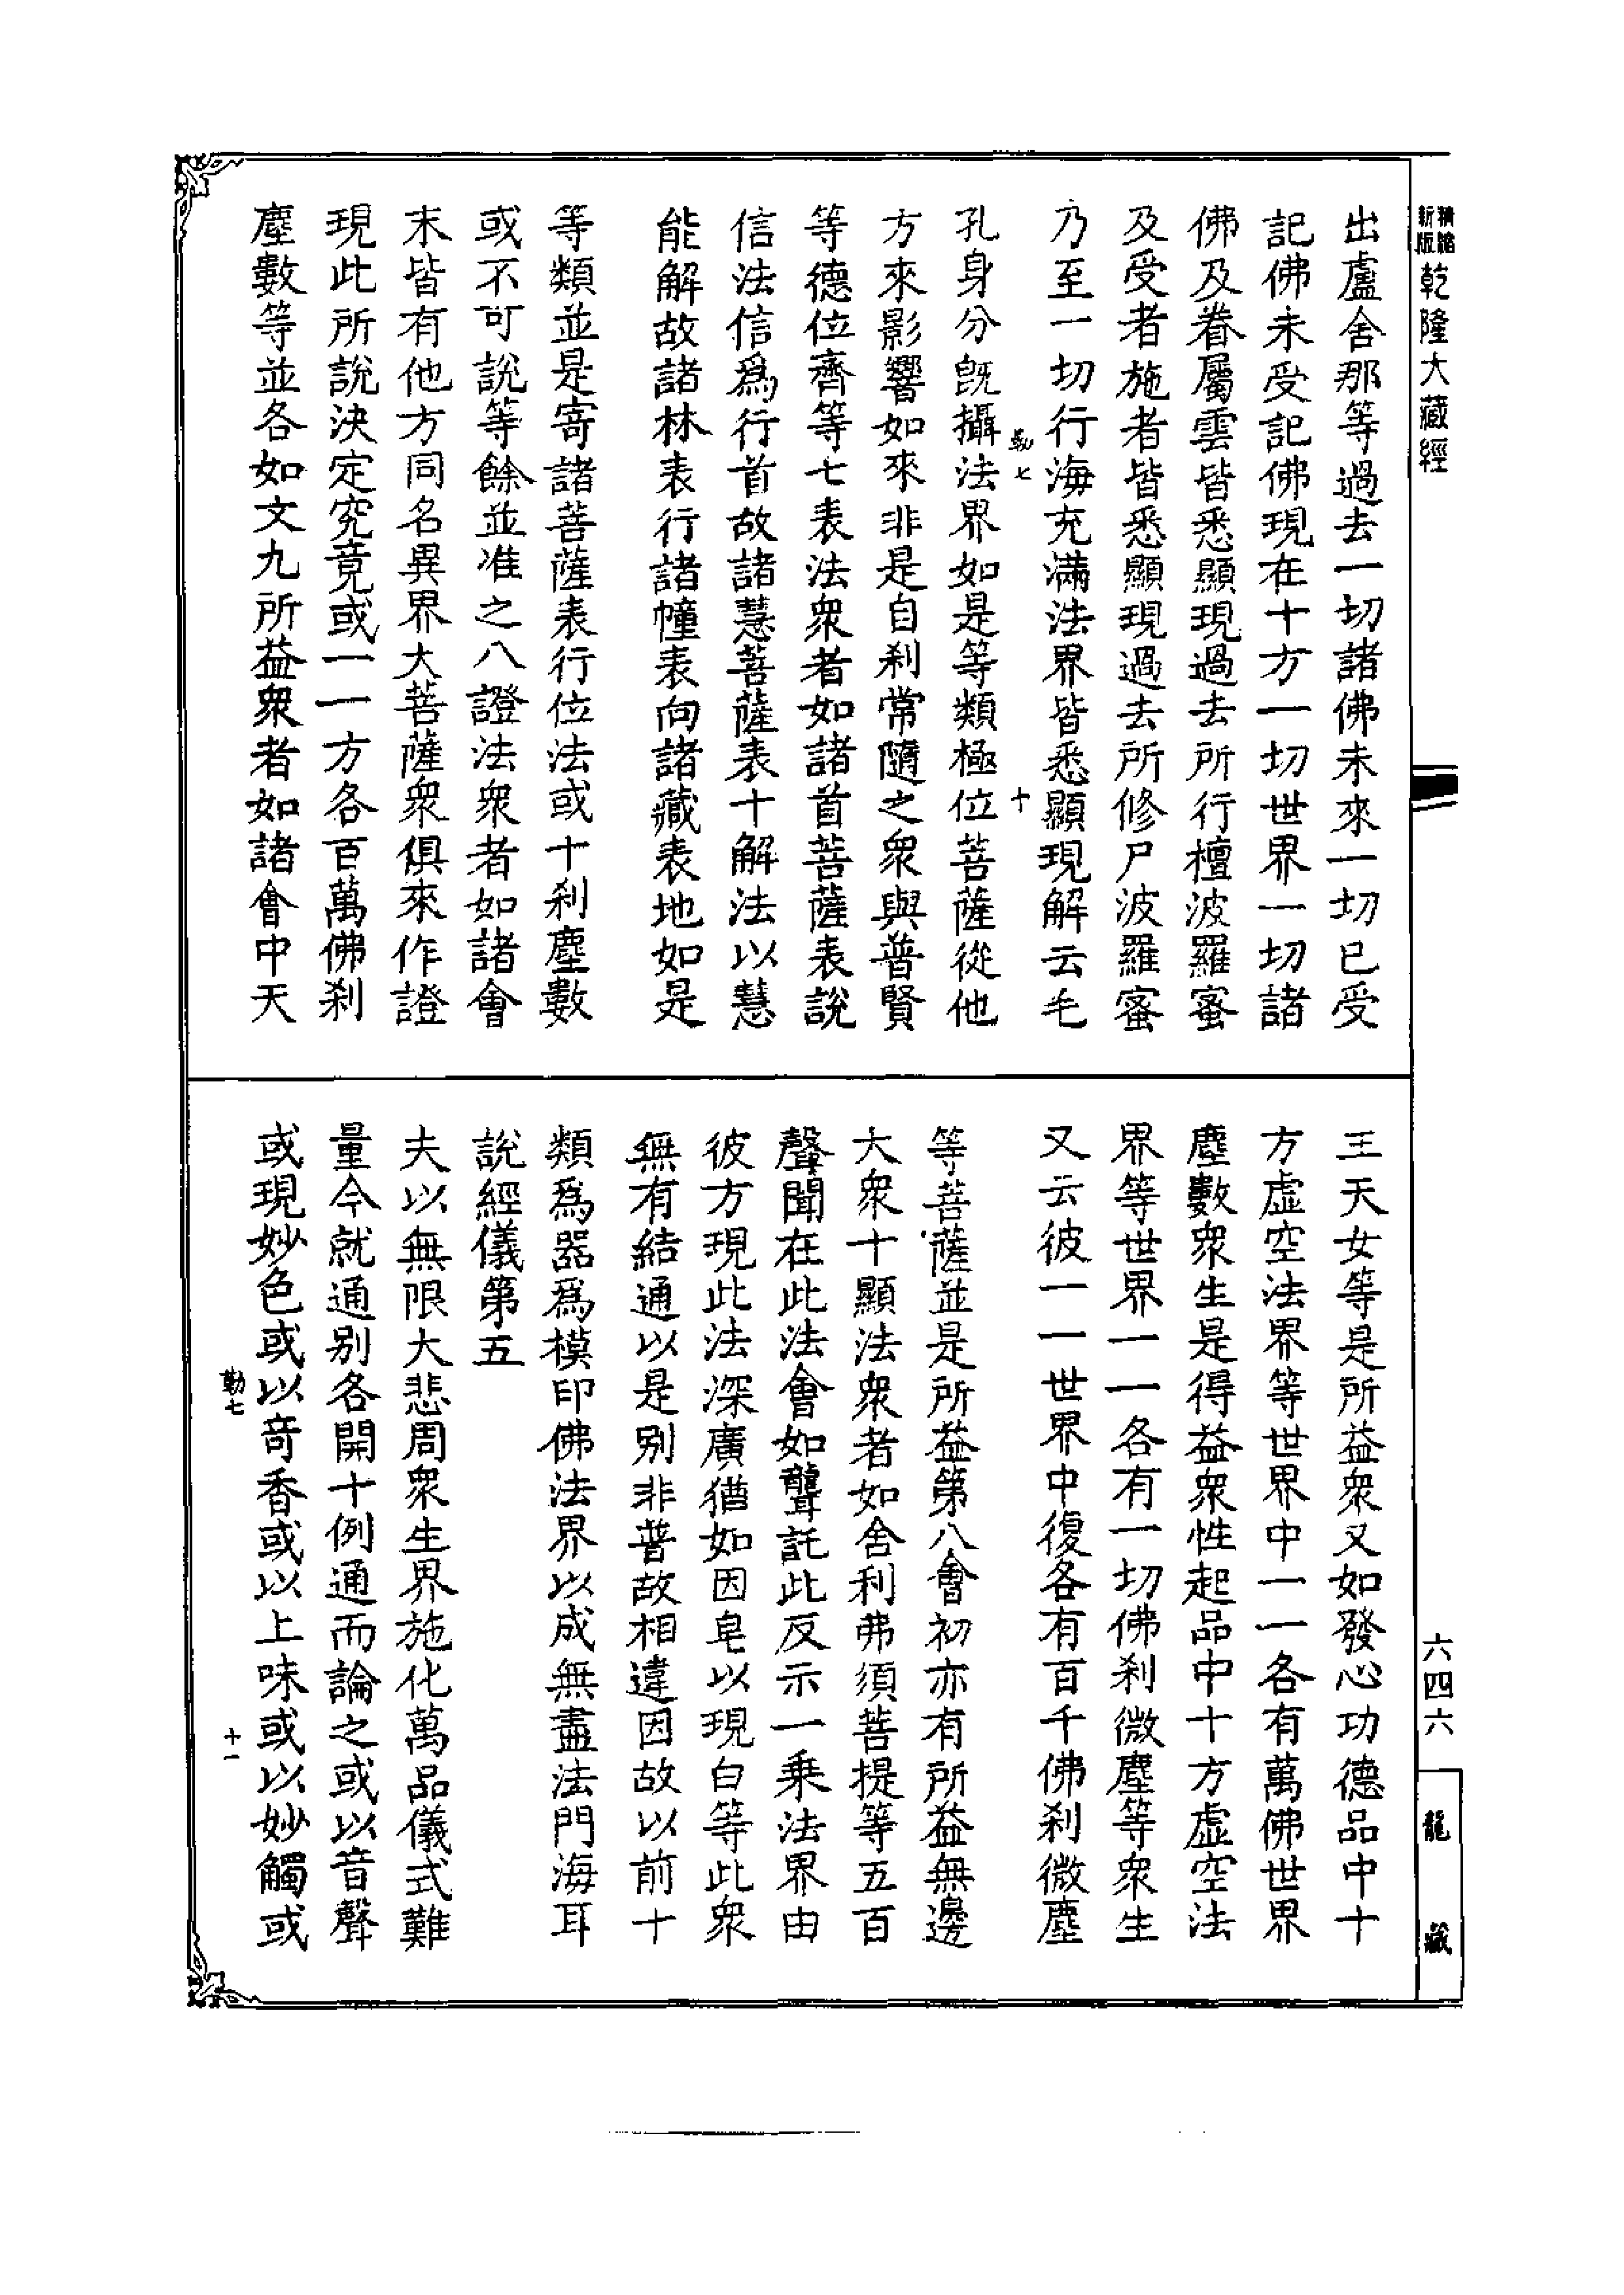 精縮
新版
乾隆大藏經
出盧舍那等過去一切諸佛未來一切已受
記佛未受記佛現在十方一切世界一切諸
佛及眷屬雲皆悉顯現過去所行檀波羅蜜
及受者施者皆悉顯現過去所修尸波羅蜜
乃至一切行海充滿法界皆悉顯現解云毛
勒七
十
孔身分旣攝法界如是等類極位菩薩從他
方來影響如來非是自刹常隨之衆與普賢
等德位齊等七表法衆者如諸首菩薩表說
信法信爲行首故諸慧菩薩表十解法以慧
能解故諸林表行諸幢表向諸藏表地如是
等類並是寄諸菩薩表行位法或十刹塵數
或不可說等餘並准之八證法衆者如諸會
末皆有他方同名異界大菩薩衆俱來作證
現此所說決定究竟或一一方各百萬佛刹
塵數等並各如文九所益衆者如諸會中天
王天女等是所益衆又如發心功德品中十
方虛空法界等世界中一一各有萬佛世界
塵數衆生是得益衆性起品中十方虛空法
界等世界一一各有一切佛刹微塵等衆生
又云彼一一世界中復各有百千佛刹微塵
等菩薩並是所益第八會初亦有所益無邊
大衆十顯法衆者如舍利弗須菩提等五百
聲聞在此法會如聾託此反示一乘法界由
彼方現此法深廣猶如因皂以現白等此衆
無有結通以是別非普故相違因故以前十
類爲器爲模印佛法界以成無盡法門海耳
說經儀第五
夫以無限大悲周衆生界施化萬品儀式難
量今就通別各開十例通而論之或以音聲
或現妙色或以奇香或以上味或以妙觸或
勒七
十一
六四六
龍藏